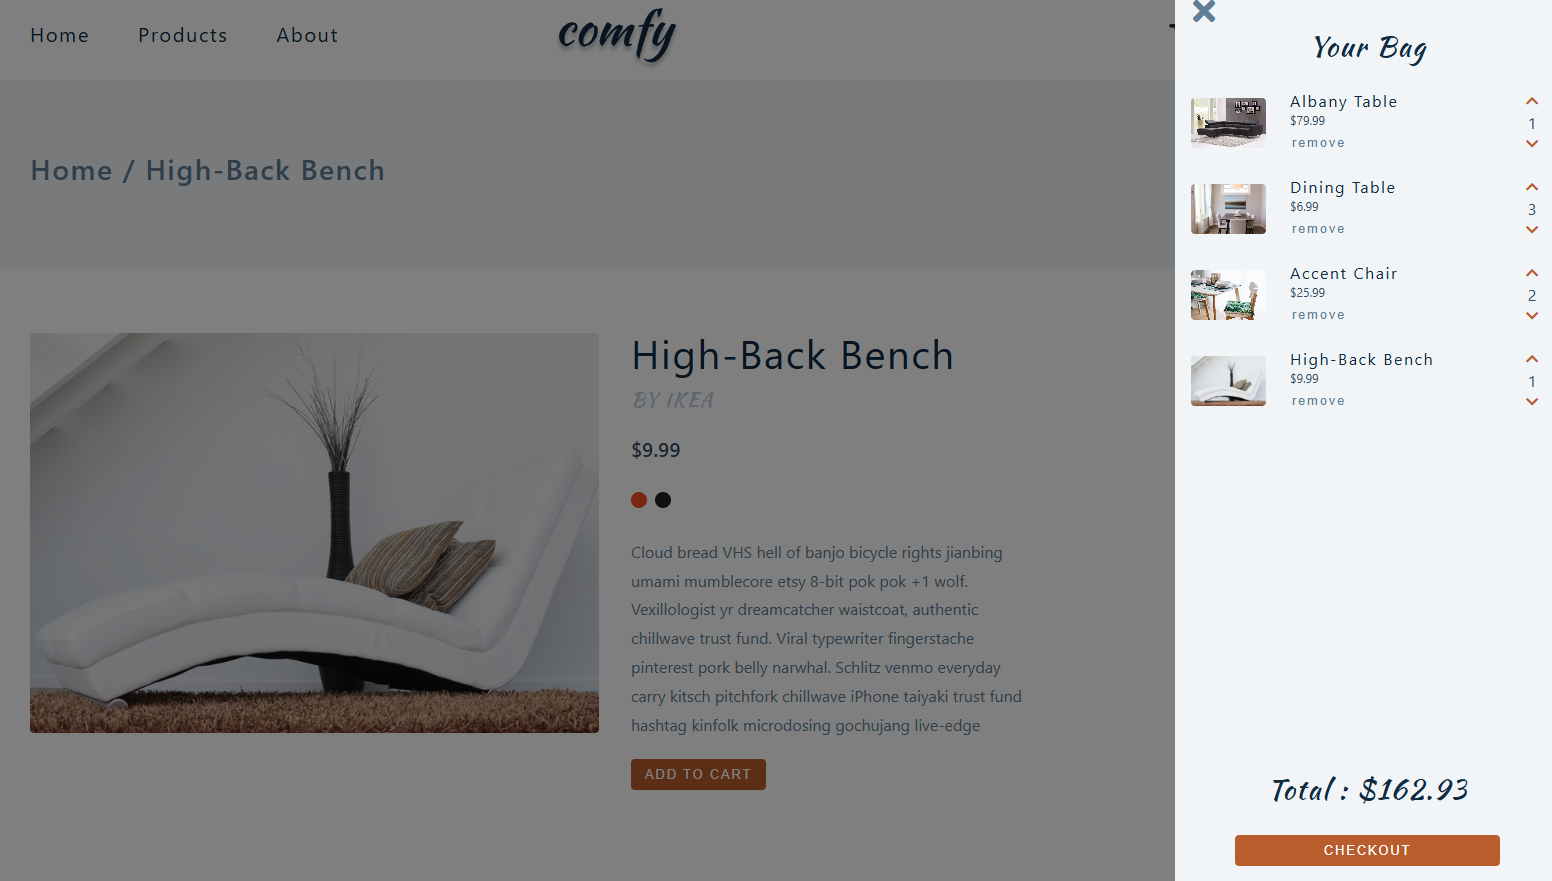 Home Products About comfy
Home / High-Back Bench
High-Back Bench
BY IKEA
$9.99
Cloud bread VHS hell of banjo bicycle rights jianbing
umami mumblecore etsy 8-bit pok pok +1 wolf.
Vexillologist yr dreamcatcher waistcoat, authentic
chillwave trust fund. Viral typewriter fingerstache
pinterest pork belly narwhal. Schlitz venmo everyday
carry kitsch pitchfork chillwave iPhone taiyaki trust fund
hashtag kinfolk microdosing gochujang live-edge
ADD TO CART
Your Bag
Albany Table
$79.99
1
remove
Dining Table
$6.99
3
remove
Accent Chair
$25.99
2
remove
High-Back Bench
$9.99
1
remove
Total : $162.93
CHECKOUT